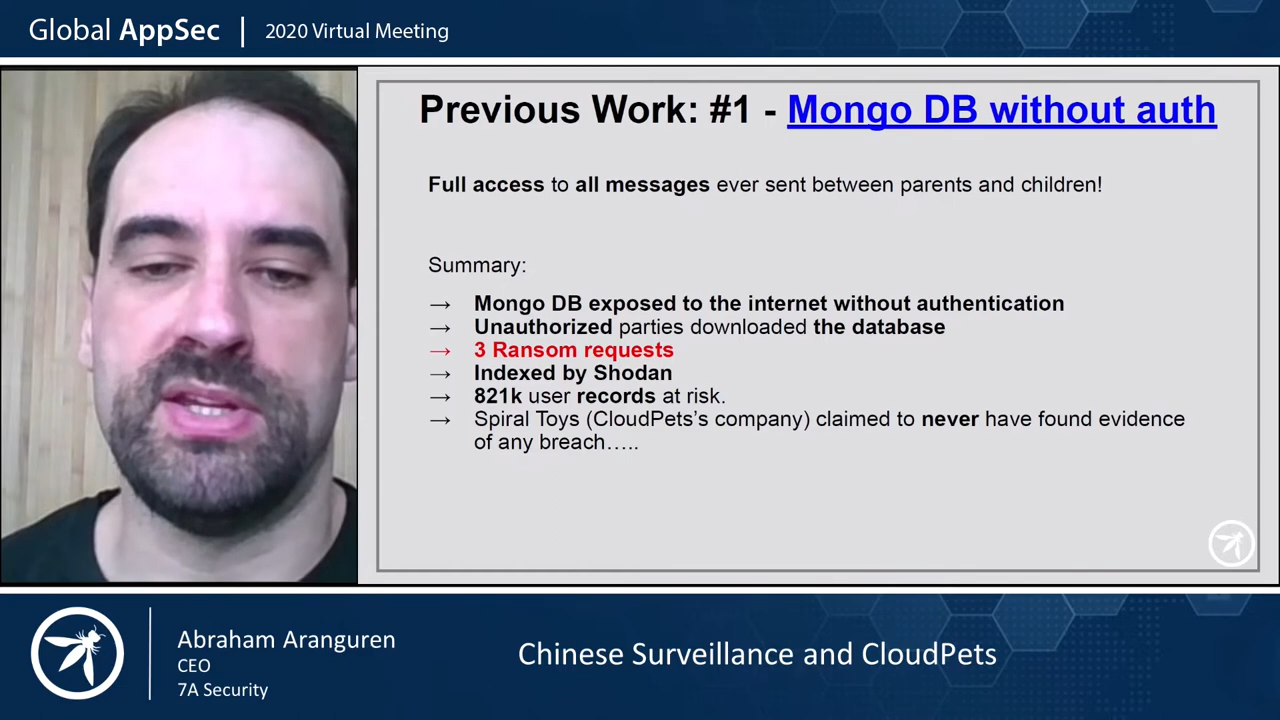 Global AppSec | 2020 Virtual Meeting
Previous Work: #1 - Mongo DB without auth
Full access to all messages ever sent between parents and children!
Summary:
→ Mongo DB exposed to the internet without authentication
→ Unauthorized parties downloaded the database
→ 3 Ransom requests
→ Indexed by Shodan
→ 821k user records at risk.
→ Spiral Toys (CloudPets's company) claimed to never have found evidence
of any breach…..
Abraham Aranguren
CEO
7A Security
Chinese Surveillance and CloudPets